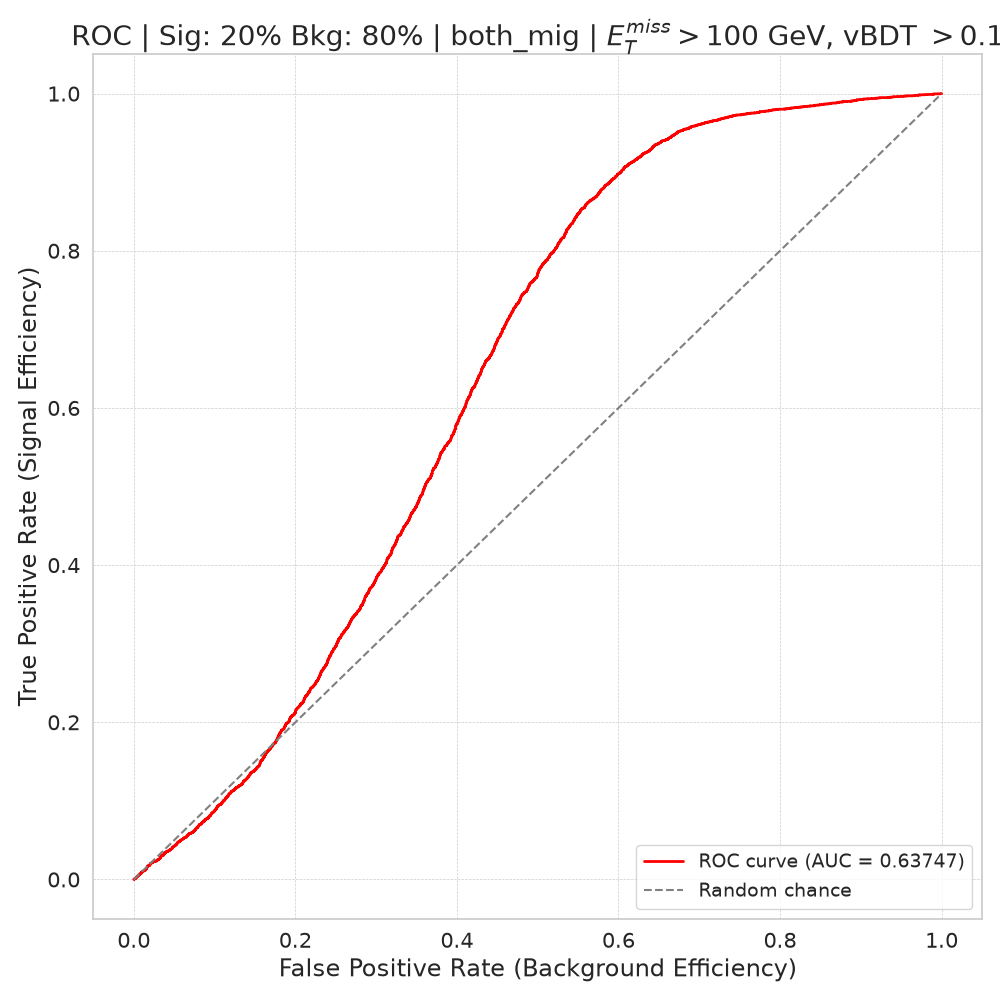 ROC | Sig: 20% Bkg: 80% | both_mig | $E_T^{miss}$ > 100 GeV, vBDT > 0.1
True Positive Rate (Signal Efficiency)
1.0
0.8
0.6
0.4
0.2
0.0
ROC curve (AUC = 0.63747)
Random chance
0.0 0.2 0.4 0.6 0.8 1.0
False Positive Rate (Background Efficiency)